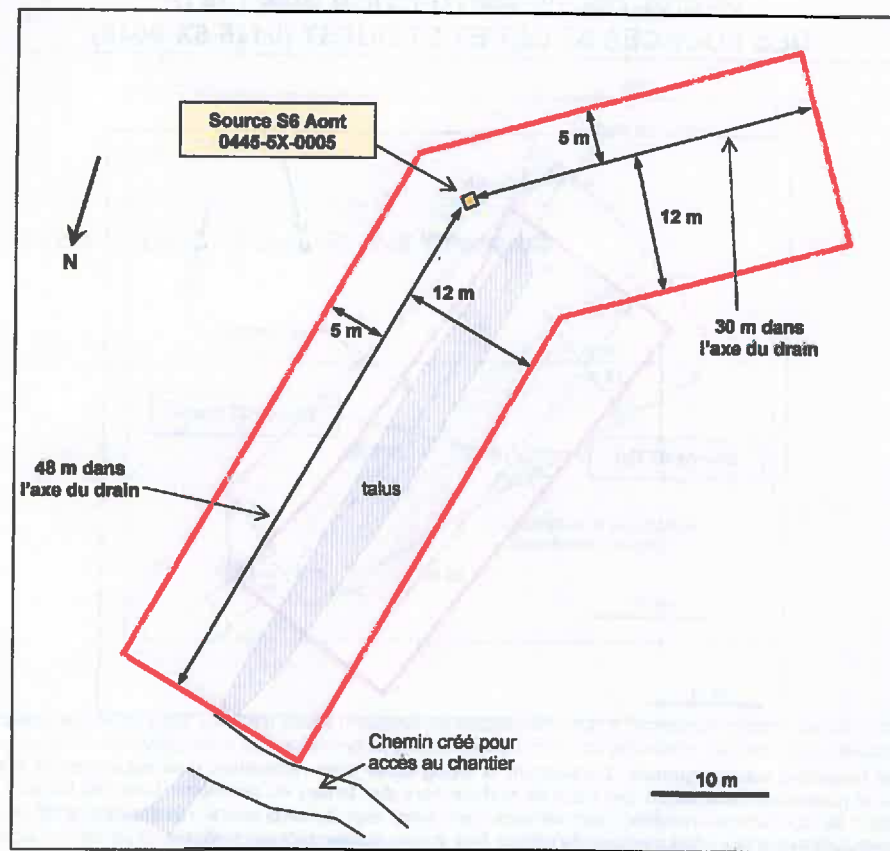 Source S6 Aont
0445-5X-0005
5 m
12 m
N
12 m
5 m
30 m dans
l'axe du drain
48 m dans
l'axe du drain
talus
Chemin créé pour
accès au chantier
10 m